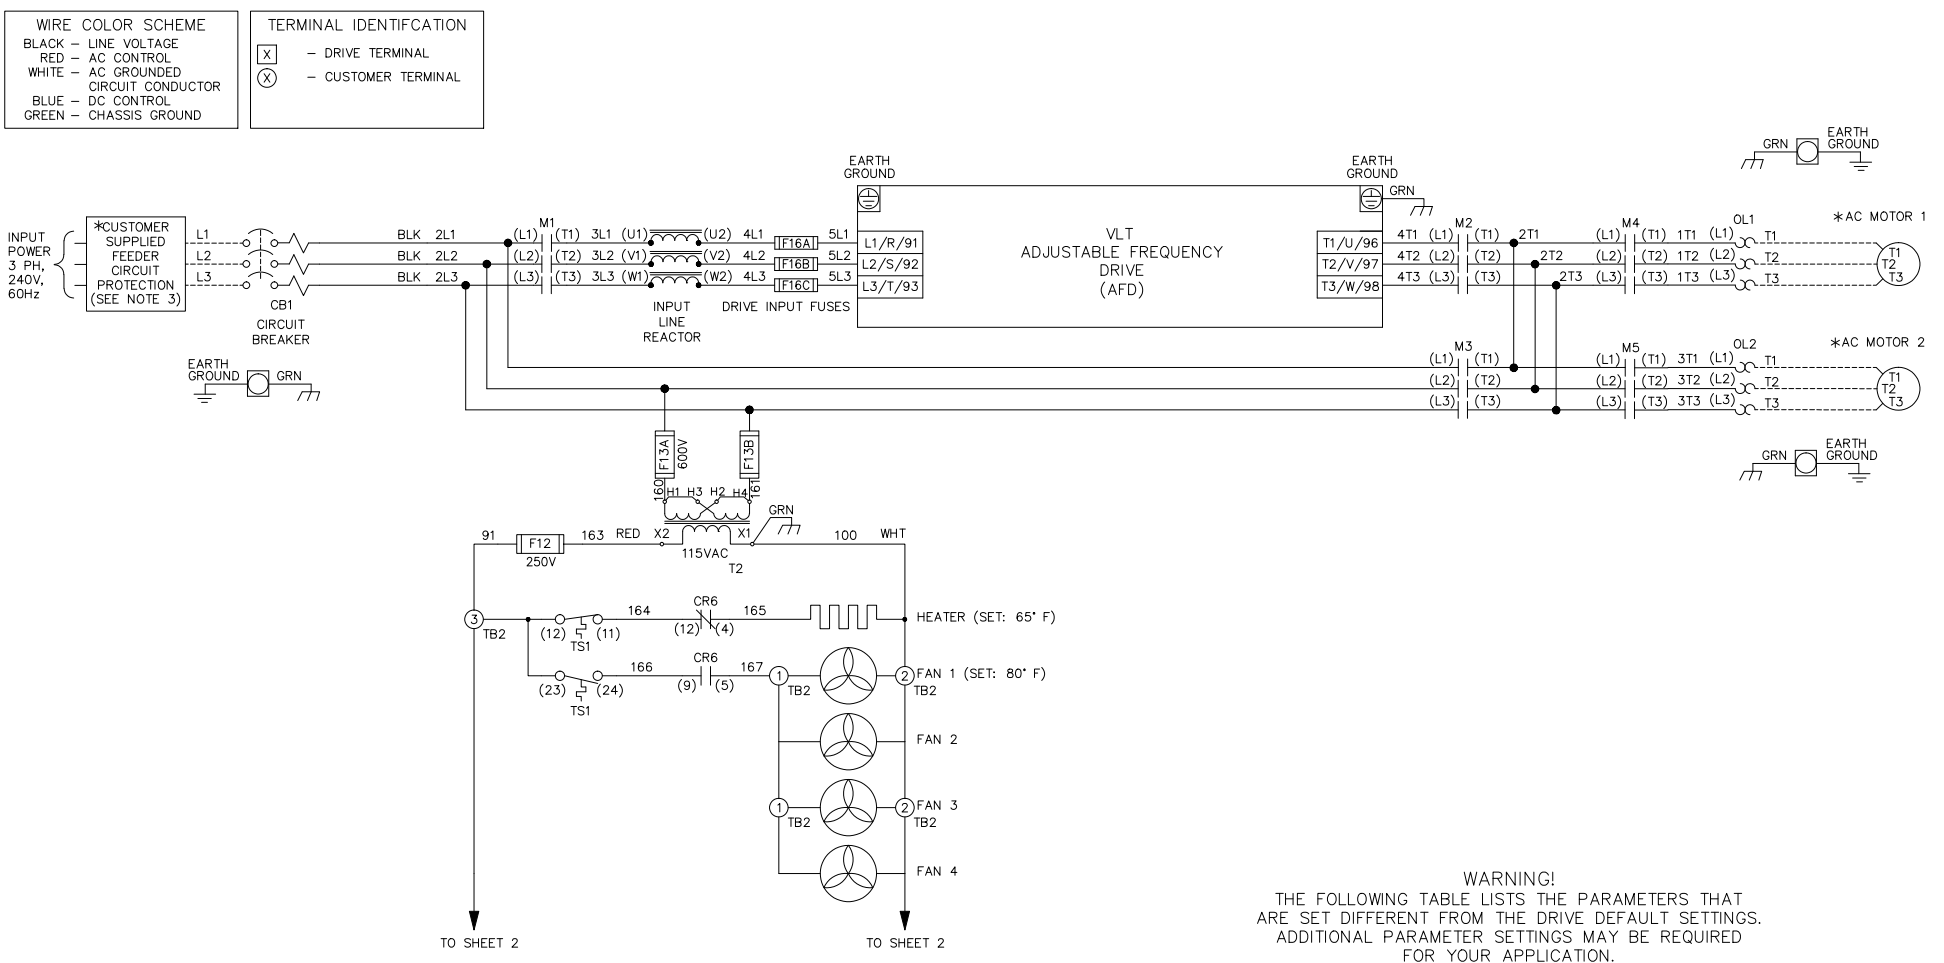 WIRE COLOR SCHEME
BLACK – LINE VOLTAGE
RED – AC CONTROL
WHITE – AC GROUNDED
CIRCUIT CONDUCTOR
BLUE – DC CONTROL
GREEN – CHASSIS GROUND
TERMINAL IDENTIFCATION
X – DRIVE TERMINAL
X – CUSTOMER TERMINAL
INPUT
POWER
3 PH,
240V,
60Hz
*CUSTOMER
SUPPLIED
FEEDER
CIRCUIT
PROTECTION
(SEE NOTE 3)
L1
L2
L3
CB1
CIRCUIT
BREAKER
EARTH
GROUND
GRN
BLK 2L1
BLK 2L2
BLK 2L3
M1
(L1) (T1) 3L1 (U1) (U2) 4L1 F16A 5L1
(L2) (T2) 3L2 (V1) (V2) 4L2 F16B 5L2
(L3) (T3) 3L3 (W1) (W2) 4L3 F16C 5L3
INPUT
LINE
REACTOR
DRIVE INPUT FUSES
EARTH
GROUND
L1/R/91
L2/S/92
L3/T/93
VLT
ADJUSTABLE FREQUENCY
DRIVE
(AFD)
EARTH
GROUND
GRN
T1/U/96
T2/V/97
T3/W/98
M2
4T1 (L1) (T1) 2T1
4T2 (L2) (T2) 2T2
4T3 (L3) (T3) 2T3
M4
OL1
(L1) (T1) 1T1 (L1) T1
(L2) (T2) 1T2 (L2) T2
(L3) (T3) 1T3 (L3) T3
GRN
EARTH
GROUND
*AC MOTOR 1
T1
T2
T3
M3
(L1) (T1)
(L2) (T2)
(L3) (T3)
M5
OL2
(L1) (T1) 3T1 (L1) T1
(L2) (T2) 3T2 (L2) T2
(L3) (T3) 3T3 (L3) T3
*AC MOTOR 2
T1
T2
T3
GRN
EARTH
GROUND
F13A
600V
F13B
160
161
H1 H3 H2 H4
GRN
91 F12 163 RED X2 X1 100 WHT
250V
115VAC
T2
3
TB2
164 CR6 165
(12) (11) (12) (4)
TS1
HEATER (SET: 65° F)
166 CR6 167
(23) (24) (9) (5)
TS1
1
TB2
2
TB2
FAN 1 (SET: 80° F)
FAN 2
1
TB2
2
TB2
FAN 3
FAN 4
TO SHEET 2
TO SHEET 2
WARNING!
THE FOLLOWING TABLE LISTS THE PARAMETERS THAT
ARE SET DIFFERENT FROM THE DRIVE DEFAULT SETTINGS.
ADDITIONAL PARAMETER SETTINGS MAY BE REQUIRED
FOR YOUR APPLICATION.